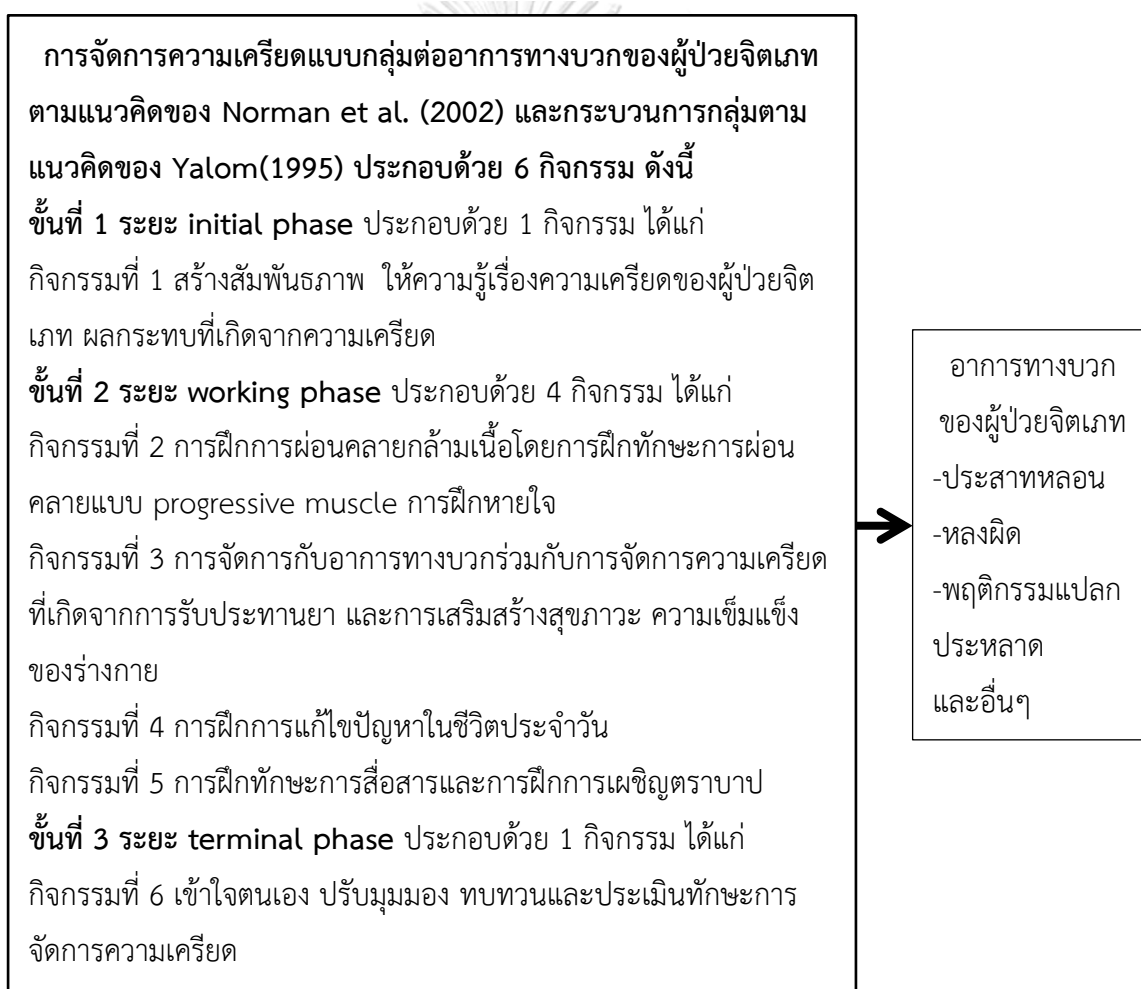 การจัดการความเครียดแบบกลุ่มต่ออาการทางบวกของผู้ป่วยจิตเภท
ตามแนวคิดของ Norman et al. (2002) และกระบวนการกลุ่มตาม
แนวคิดของ Yalom(1995) ประกอบด้วย 6 กิจกรรม ดังนี้
ขั้นที่ 1 ระยะ initial phase ประกอบด้วย 1 กิจกรรม ได้แก่
กิจกรรมที่ 1 สร้างสัมพันธภาพ ให้ความรู้เรื่องความเครียดของผู้ป่วยจิต
เภท ผลกระทบที่เกิดจากความเครียด
ขั้นที่ 2 ระยะ working phase ประกอบด้วย 4 กิจกรรม ได้แก่
กิจกรรมที่ 2 การฝึกการผ่อนคลายกล้ามเนื้อโดยการฝึกทักษะการผ่อน
คลายแบบ progressive muscle การฝึกหายใจ
กิจกรรมที่ 3 การจัดการกับอาการทางบวกร่วมกับการจัดการความเครียด
ที่เกิดจากการรับประทานยา และการเสริมสร้างสุขภาวะ ความเข็มแข็ง
ของร่างกาย
กิจกรรมที่ 4 การฝึกการแก้ไขปัญหาในชีวิตประจำวัน
กิจกรรมที่ 5 การฝึกทักษะการสื่อสารและการฝึกการเผชิญตราบาป
ขั้นที่ 3 ระยะ terminal phase ประกอบด้วย 1 กิจกรรม ได้แก่
กิจกรรมที่ 6 เข้าใจตนเอง ปรับมุมมอง ทบทวนและประเมินทักษะการ
จัดการความเครียด
อาการทางบวก
ของผู้ป่วยจิตเภท
-ประสาทหลอน
-หลงผิด
-พฤติกรรมแปลก
ประหลาด
และอื่นๆ